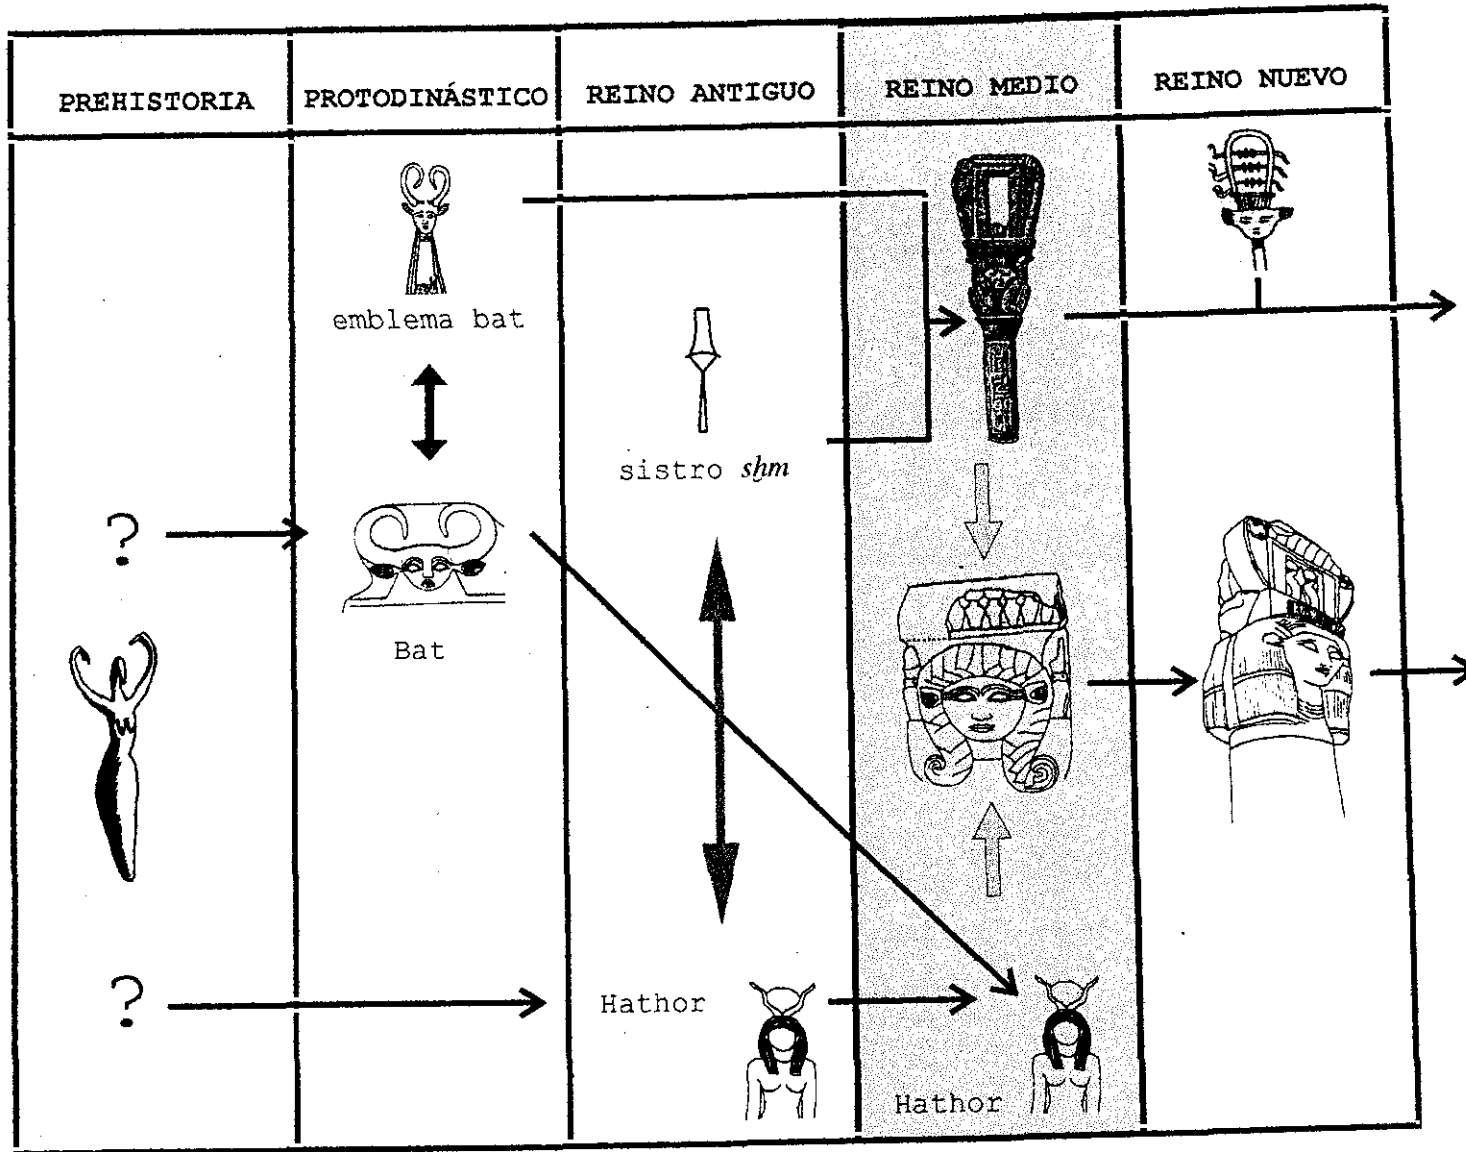 PREHISTORIA
PROTODINÁSTICO
REINO ANTIGUO
REINO MEDIO
REINO NUEVO
emblema bat
sistro sḫm
?
Bat
?
Hathor
Hathor